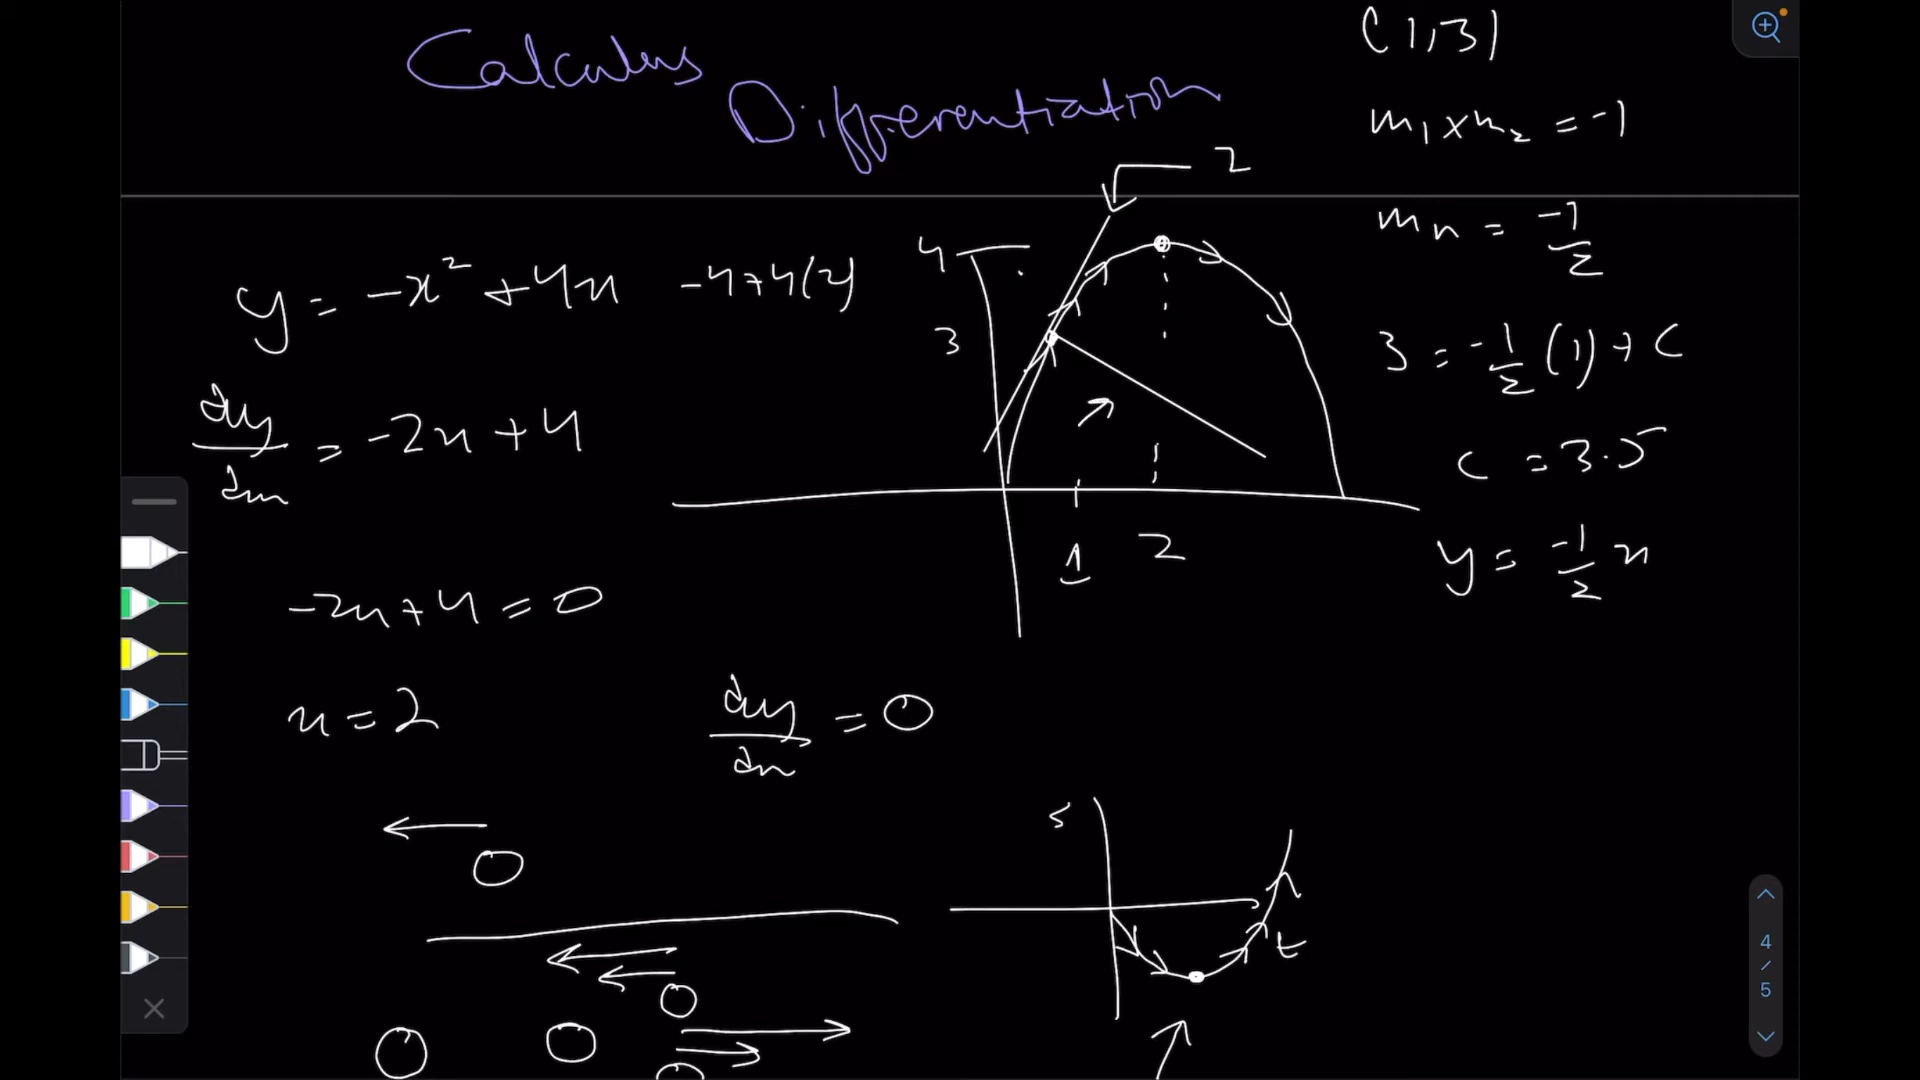 Calculus
Differentiation
(1,3)
m₁ x m₂ = -1
2
y = -x² + 4x
-4+4(2)
4
3
mₙ = -1/2
3 = -1/2 (1) + c
dy/dx = -2x + 4
c = 3.5
1
2
y = -1/2 x
-2x + 4 = 0
x = 2
dy/dx = 0
s
t
4
/
5